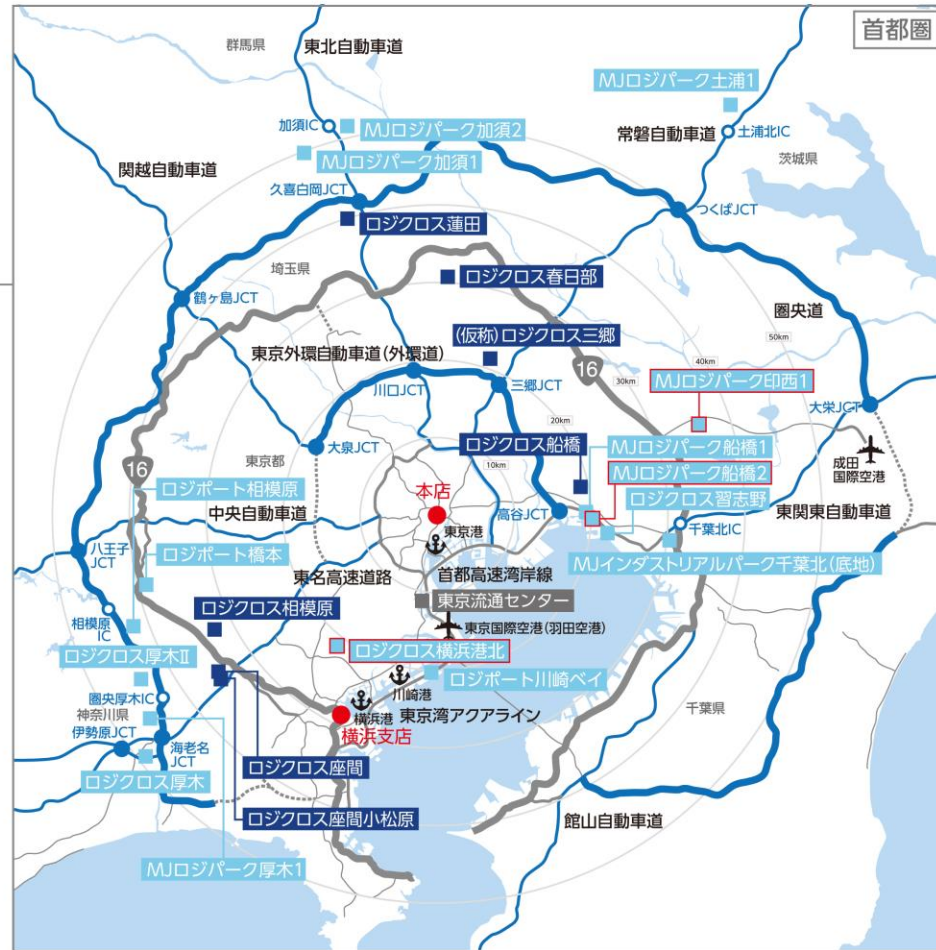 首都圏
群馬県
東北自動車道
MJロジパーク土浦1
加須IC
MJロジパーク加須2
常磐自動車道
土浦北IC
MJロジパーク加須1
茨城県
関越自動車道
久喜白岡JCT
つくばJCT
ロジクロス蓮田
埼玉県
ロジクロス春日部
鶴ヶ島JCT
圏央道
(仮称)ロジクロス三郷
50km
東京外環自動車道(外環道)
40km
16
30km
MJロジパーク印西1
川口JCT
三郷JCT
大栄JCT
20km
ロジクロス船橋
MJロジパーク船橋1
大泉JCT
東京都
10km
成田
国際空港
16
MJロジパーク船橋2
ロジポート相模原
本店
ロジクロス習志野
中央自動車道
高谷JCT
東関東自動車道
千葉北IC
東京港
八王子
JCT
ロジポート橋本
MJインダストリアルパーク千葉北(底地)
東名高速道路
首都高速湾岸線
東京流通センター
ロジクロス相模原
相模原
IC
東京国際空港(羽田空港)
ロジクロス横浜港北
ロジクロス厚木Ⅱ
ロジポート川崎ベイ
川崎港
圏央厚木IC
神奈川県
千葉県
横浜港
東京湾アクアライン
伊勢原JCT
横浜支店
海老名
JCT
ロジクロス座間
ロジクロス厚木
ロジクロス座間小松原
館山自動車道
MJロジパーク厚木1